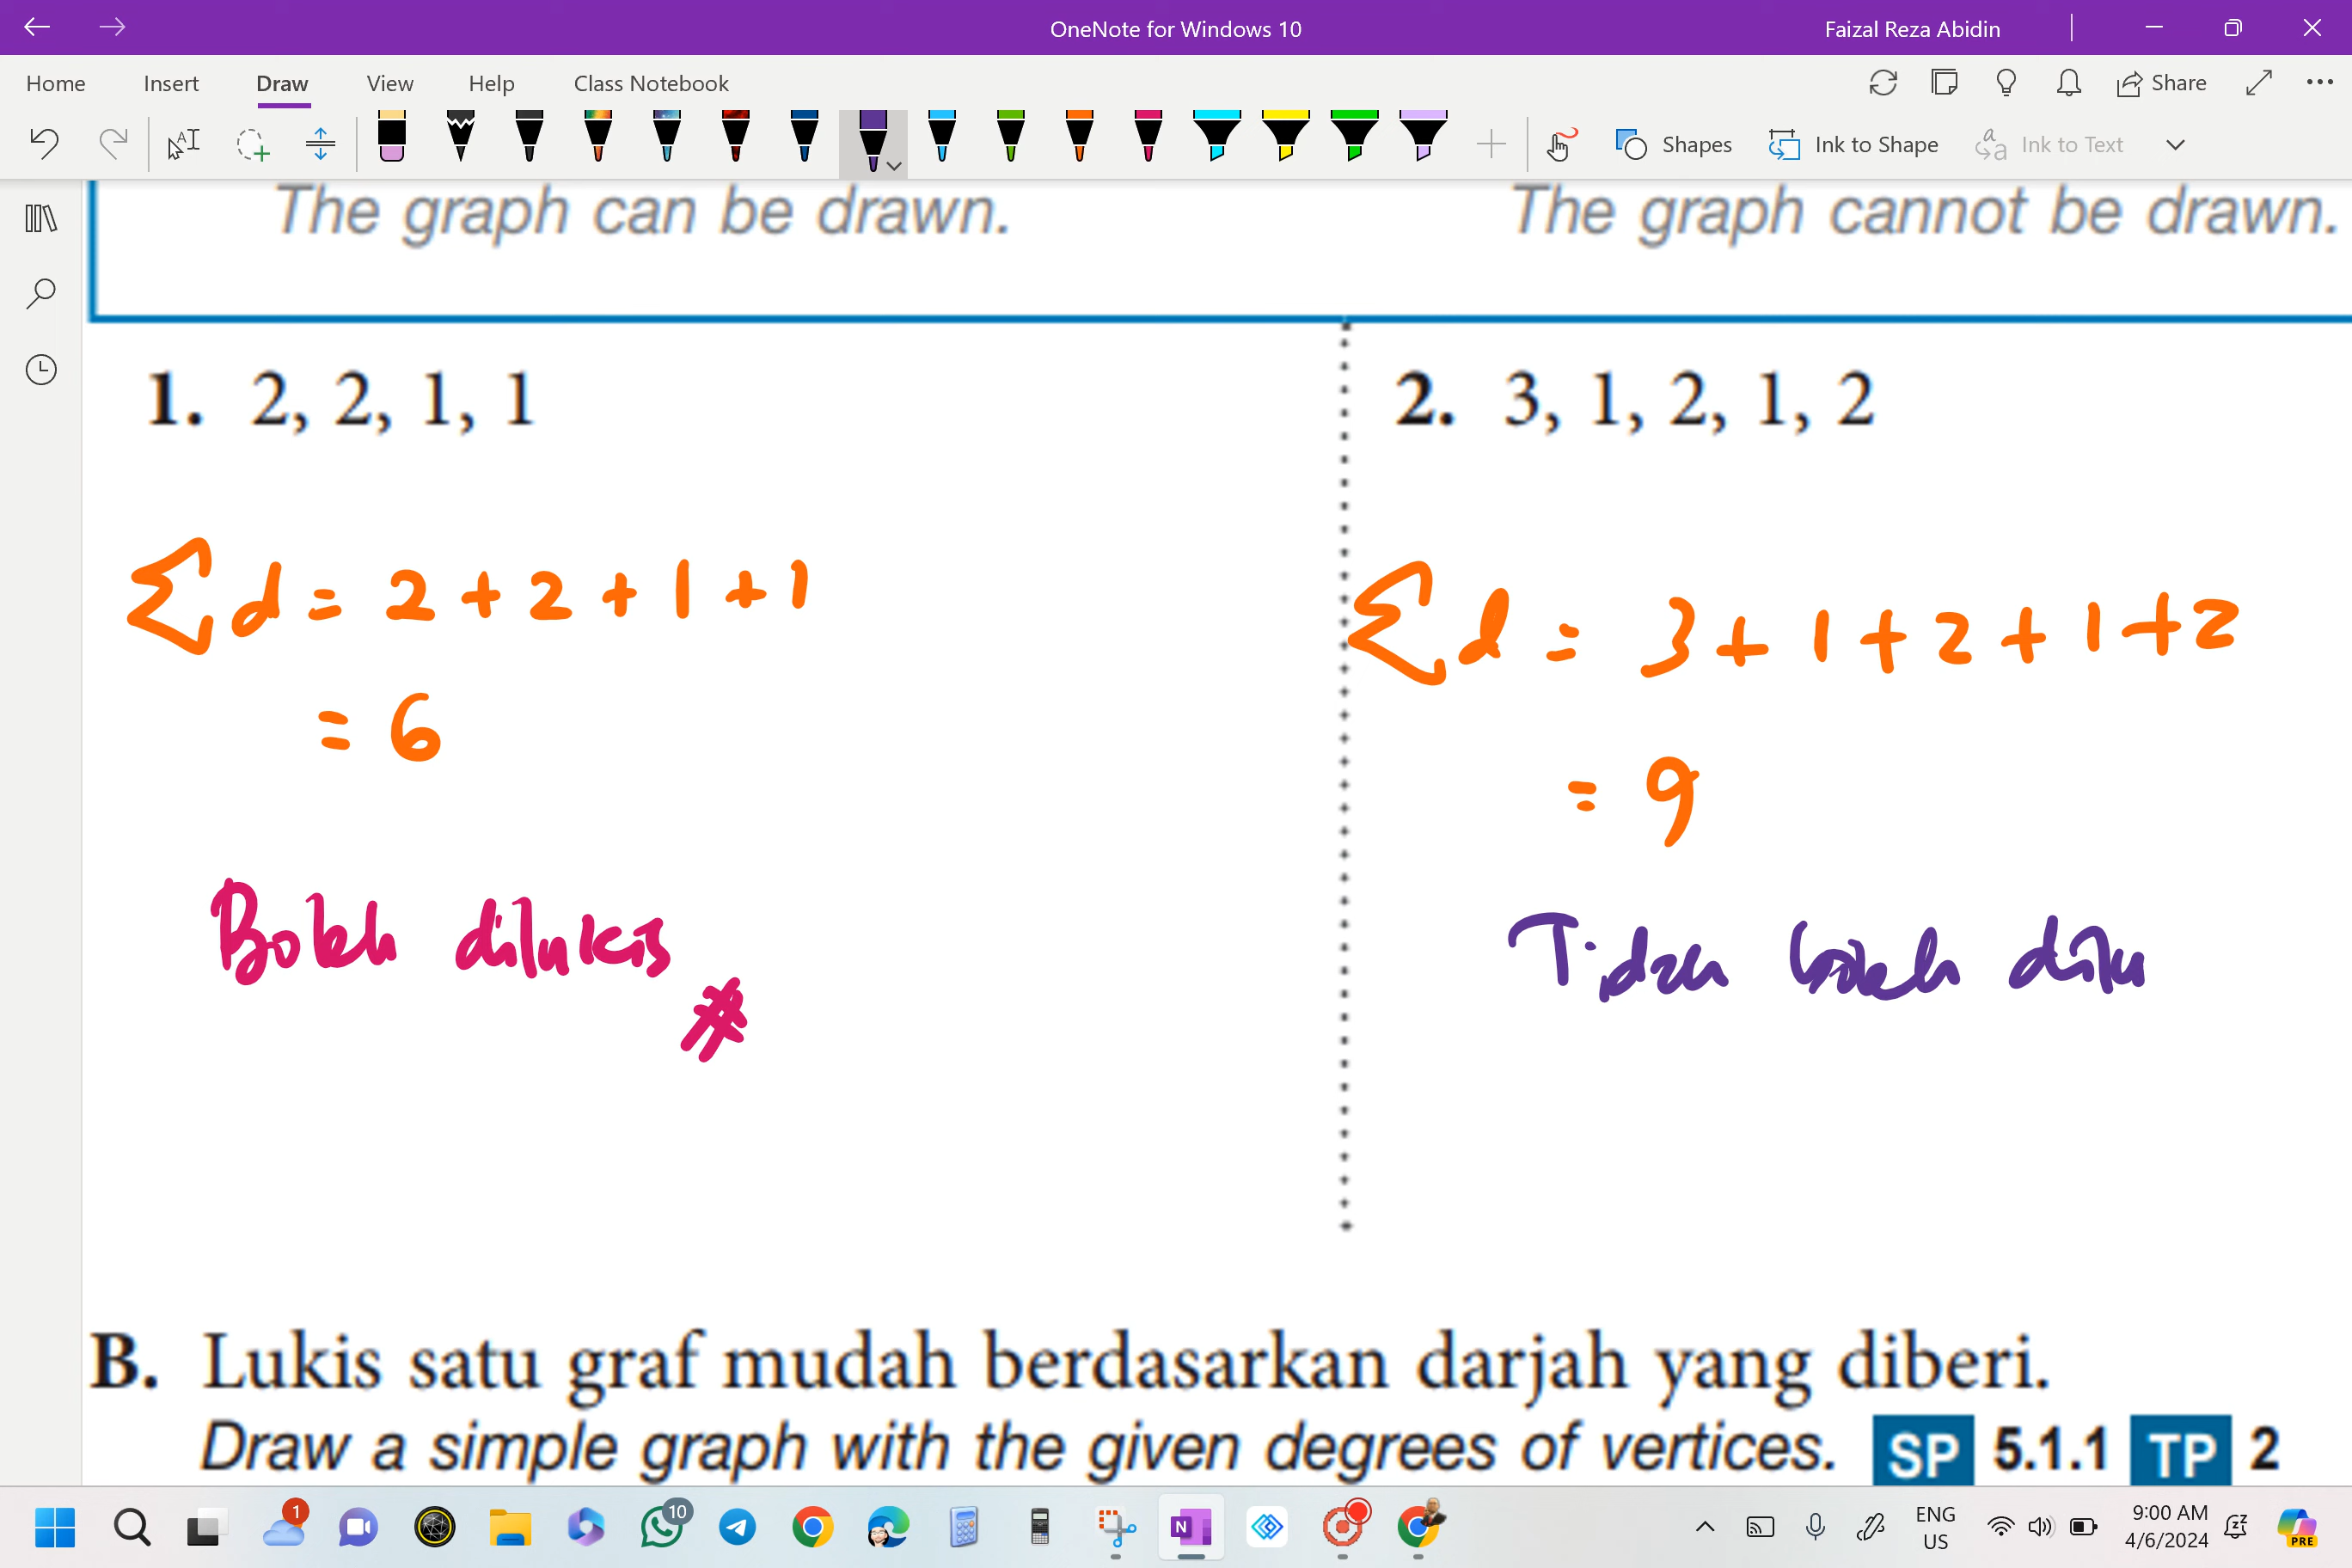 OneNote for Windows 10
Faizal Reza Abidin
Home Insert Draw View Help Class Notebook
Share
Shapes Ink to Shape Ink to Text
The graph can be drawn.
The graph cannot be drawn.
1. 2, 2, 1, 1
2. 3, 1, 2, 1, 2
∑d = 2 + 2 + 1 + 1
= 6
Boleh dilukis #
∑d = 3 + 1 + 2 + 1 + 2
= 9
Tidak boleh dilu
B. Lukis satu graf mudah berdasarkan darjah yang diberi.
Draw a simple graph with the given degrees of vertices. SP 5.1.1 TP 2
1
10
ENG
US
9:00 AM
4/6/2024
PRE